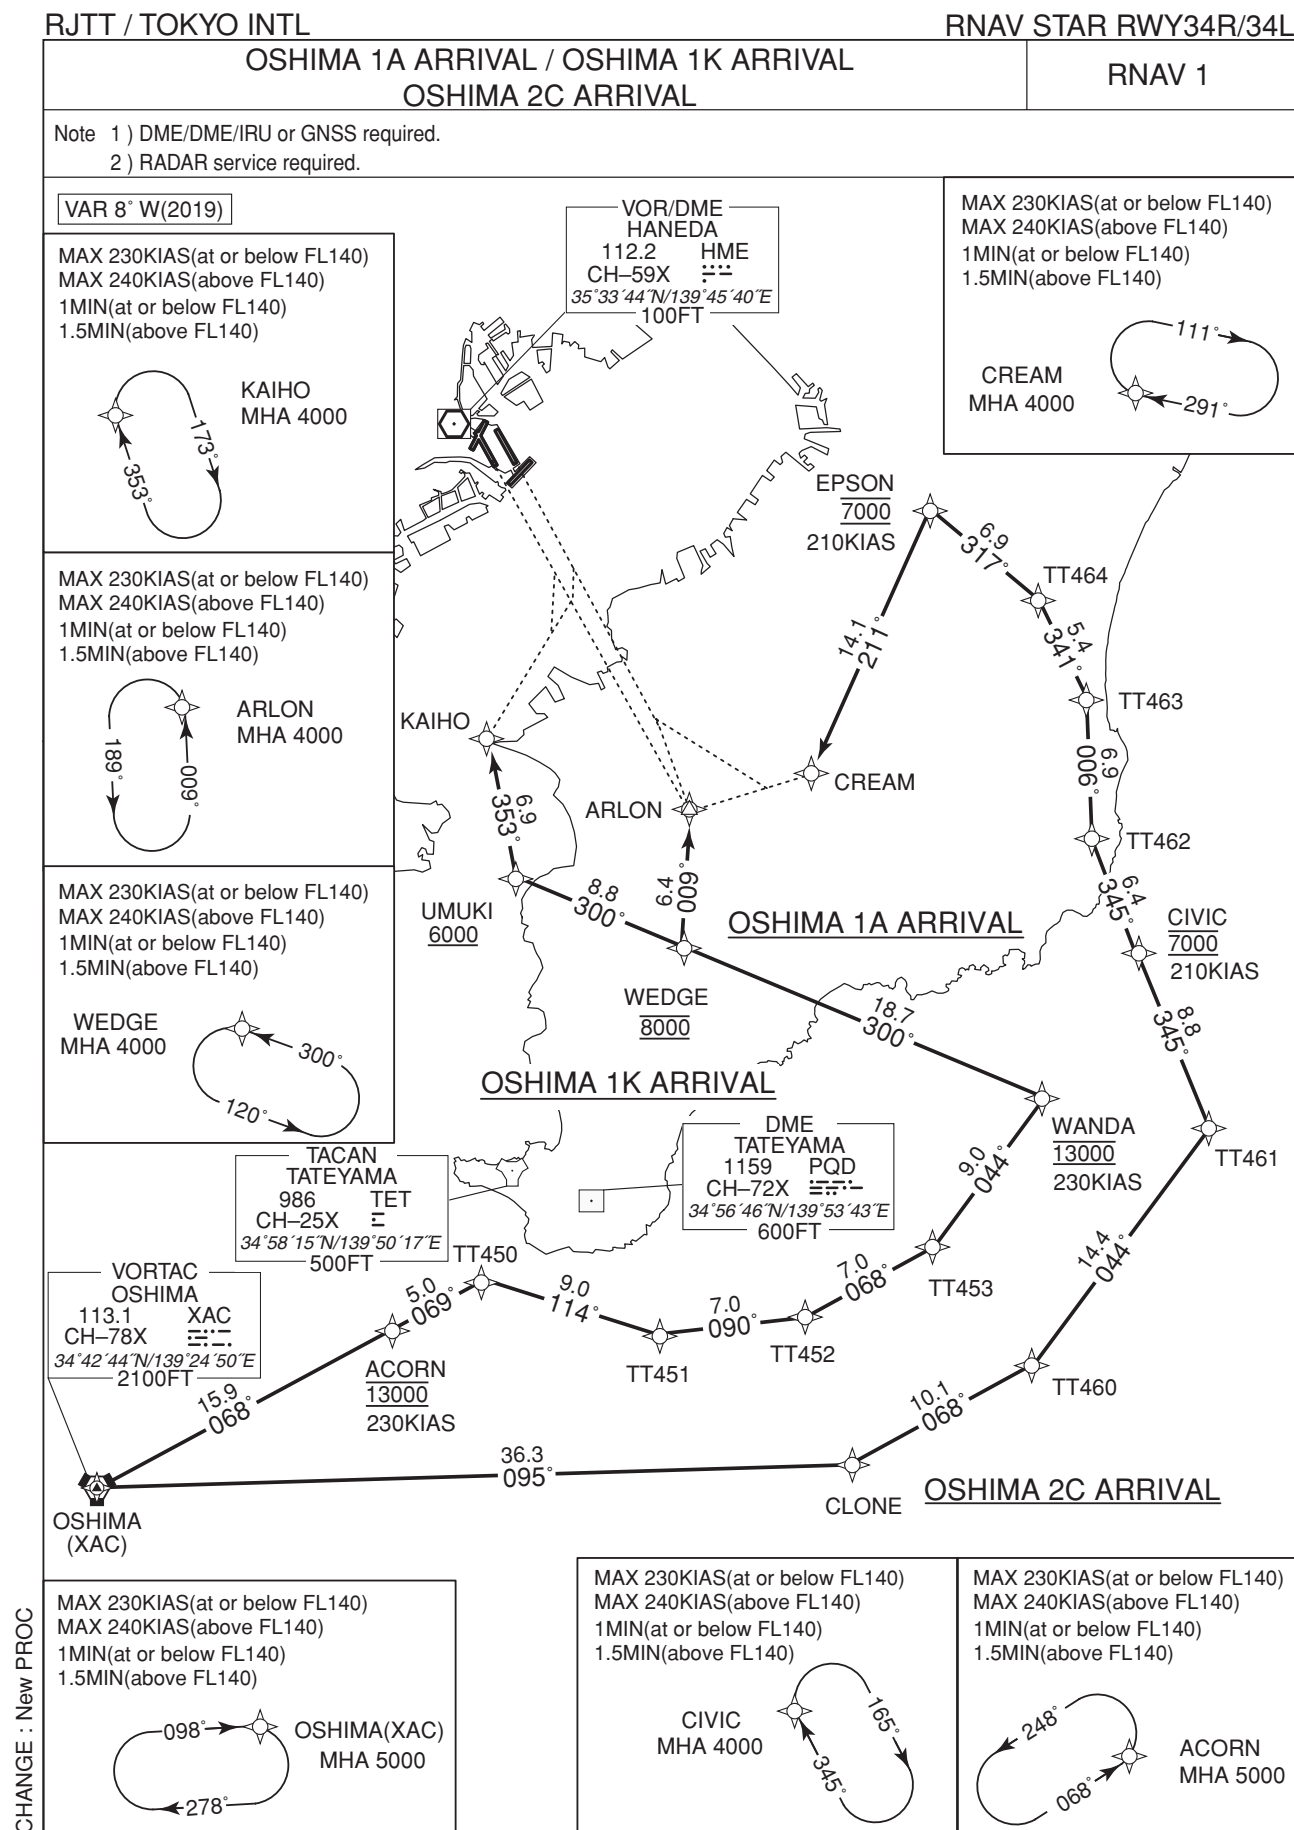 RJTT / TOKYO INTL
RNAV STAR RWY34R/34L
OSHIMA 1A ARRIVAL / OSHIMA 1K ARRIVAL
OSHIMA 2C ARRIVAL
RNAV 1
Note 1 ) DME/DME/IRU or GNSS required.
2 ) RADAR service required.
VAR 8° W(2019)
MAX 230KIAS(at or below FL140)
MAX 240KIAS(above FL140)
1MIN(at or below FL140)
1.5MIN(above FL140)
KAIHO
MHA 4000
173°
353°
VOR/DME
HANEDA
112.2 HME
CH–59X
35°33´44˝N/139°45´40˝E
100FT
MAX 230KIAS(at or below FL140)
MAX 240KIAS(above FL140)
1MIN(at or below FL140)
1.5MIN(above FL140)
CREAM
MHA 4000
111°
291°
MAX 230KIAS(at or below FL140)
MAX 240KIAS(above FL140)
1MIN(at or below FL140)
1.5MIN(above FL140)
ARLON
MHA 4000
189°
009°
MAX 230KIAS(at or below FL140)
MAX 240KIAS(above FL140)
1MIN(at or below FL140)
1.5MIN(above FL140)
WEDGE
MHA 4000
300°
120°
EPSON
7000
210KIAS
6.9
317°
TT464
5.4
341°
TT463
14.1
211°
6.9
006°
KAIHO
CREAM
ARLON
TT462
6.9
353°
6.4
009°
6.4
345°
UMUKI
6000
8.8
300°
OSHIMA 1A ARRIVAL
CIVIC
7000
210KIAS
WEDGE
8000
18.7
300°
8.8
345°
OSHIMA 1K ARRIVAL
WANDA
13000
230KIAS
TT461
TACAN
TATEYAMA
986 TET
CH–25X
34°58´15˝N/139°50´17˝E
500FT
DME
TATEYAMA
1159 PQD
CH–72X
34°56´46˝N/139°53´43˝E
600FT
9.0
044°
14.4
044°
VORTAC
OSHIMA
113.1 XAC
CH–78X
34°42´44˝N/139°24´50˝E
2100FT
TT450
5.0
069°
9.0
114°
7.0
090°
7.0
068°
TT453
TT452
TT451
ACORN
13000
230KIAS
15.9
068°
TT460
10.1
068°
36.3
095°
CLONE
OSHIMA 2C ARRIVAL
OSHIMA
(XAC)
MAX 230KIAS(at or below FL140)
MAX 240KIAS(above FL140)
1MIN(at or below FL140)
1.5MIN(above FL140)
098°
278°
OSHIMA(XAC)
MHA 5000
MAX 230KIAS(at or below FL140)
MAX 240KIAS(above FL140)
1MIN(at or below FL140)
1.5MIN(above FL140)
CIVIC
MHA 4000
165°
345°
MAX 230KIAS(at or below FL140)
MAX 240KIAS(above FL140)
1MIN(at or below FL140)
1.5MIN(above FL140)
248°
068°
ACORN
MHA 5000
CHANGE : New PROC